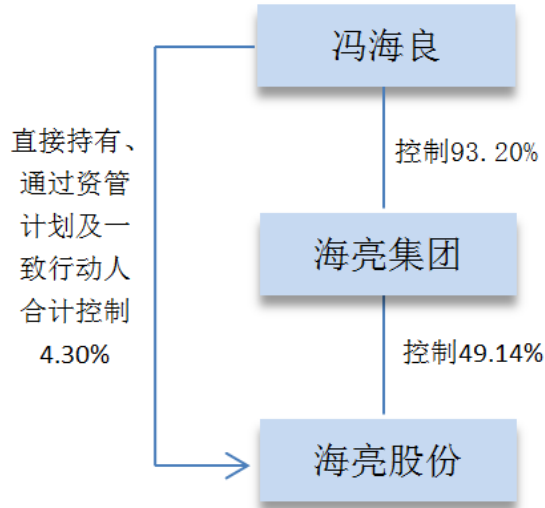 冯海良
直接持有、
通过资管
计划及一
致行动人
合计控制
4.30%
控制93.20%
海亮集团
控制49.14%
海亮股份